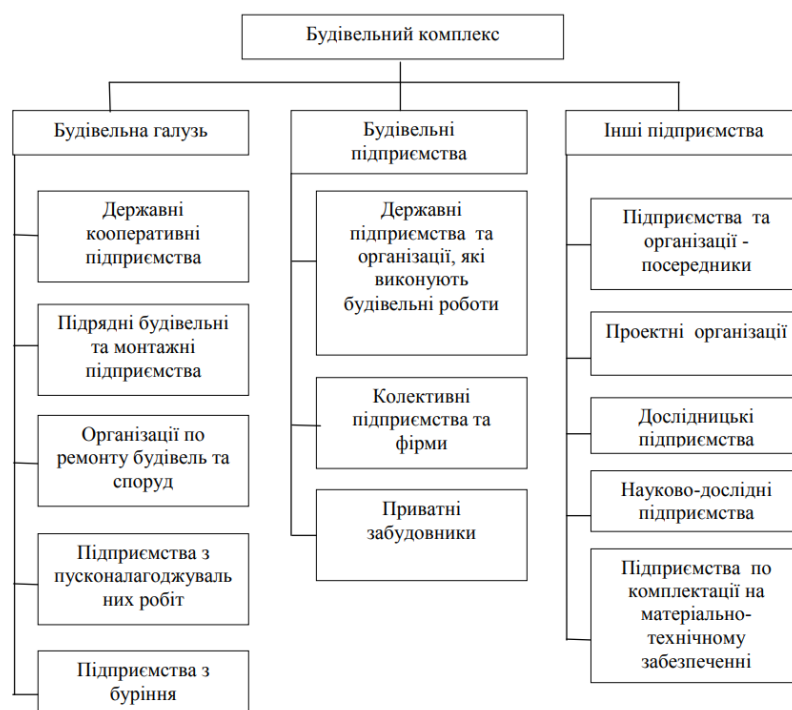 Будівельний комплекс
Будівельна галузь
Державні
кооперативні
підприємства
Підрядні будівельні
та монтажні
підприємства
Організації по
ремонту будівель та
споруд
Підприємства з
пусконалагоджуваль
них робіт
Підприємства з
буріння
Будівельні
підприємства
Державні
підприємства та
організації, які
виконують
будівельні роботи
Колективні
підприємства та
фірми
Приватні
забудовники
Інші підприємства
Підприємства та
організації -
посередники
Проектні організації
Дослідницькі
підприємства
Науково-дослідні
підприємства
Підприємства по
комплектації на
матеріально-
технічному
забезпеченні